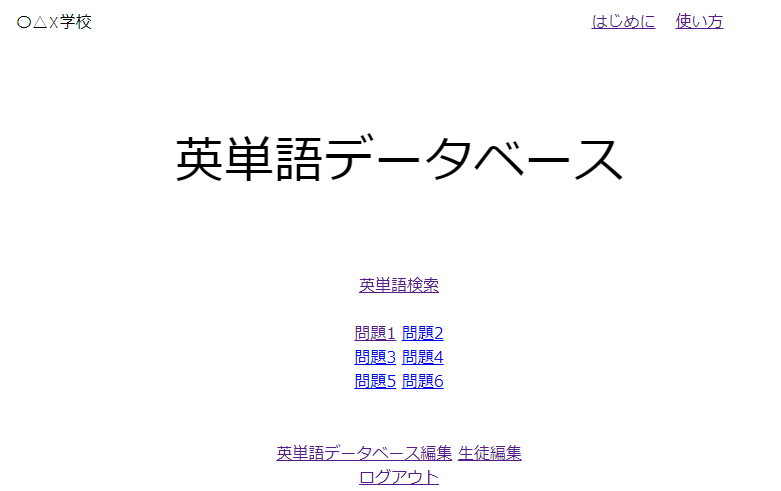 〇△☓学校 はじめに 使い方
英単語データベース
英単語検索
問題1 問題2
問題3 問題4
問題5 問題6
英単語データベース編集 生徒編集
ログアウト